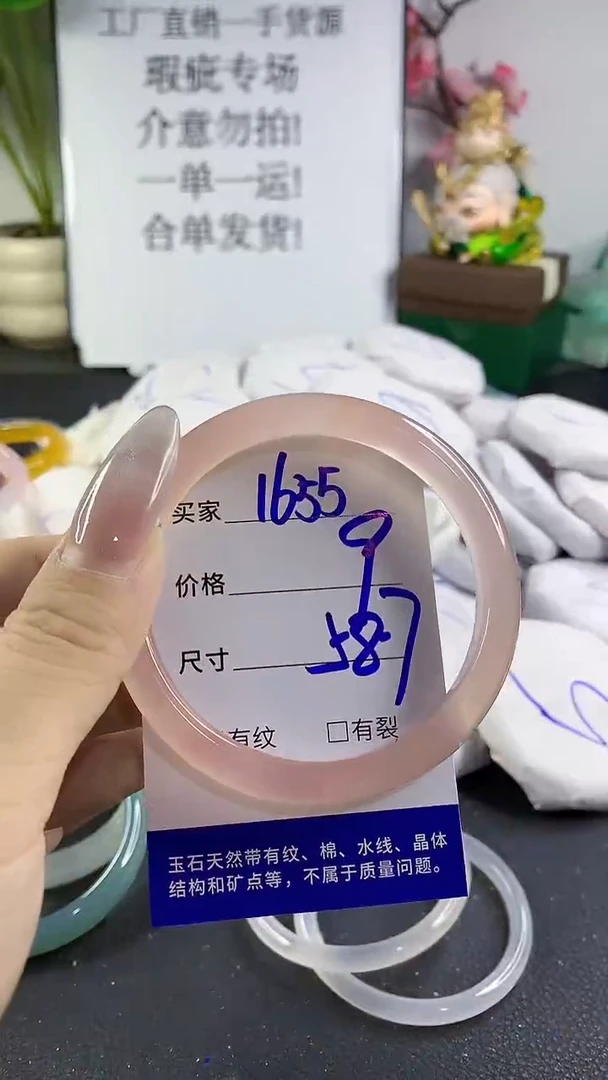 工厂直销一手货源
瑕疵专场
介意勿拍!
一单一运!
合单发货!
买家 1655
价格
尺寸 587
有纹 □有裂
玉石天然带有纹、棉、水线、晶体
结构和矿点等，不属于质量问题。